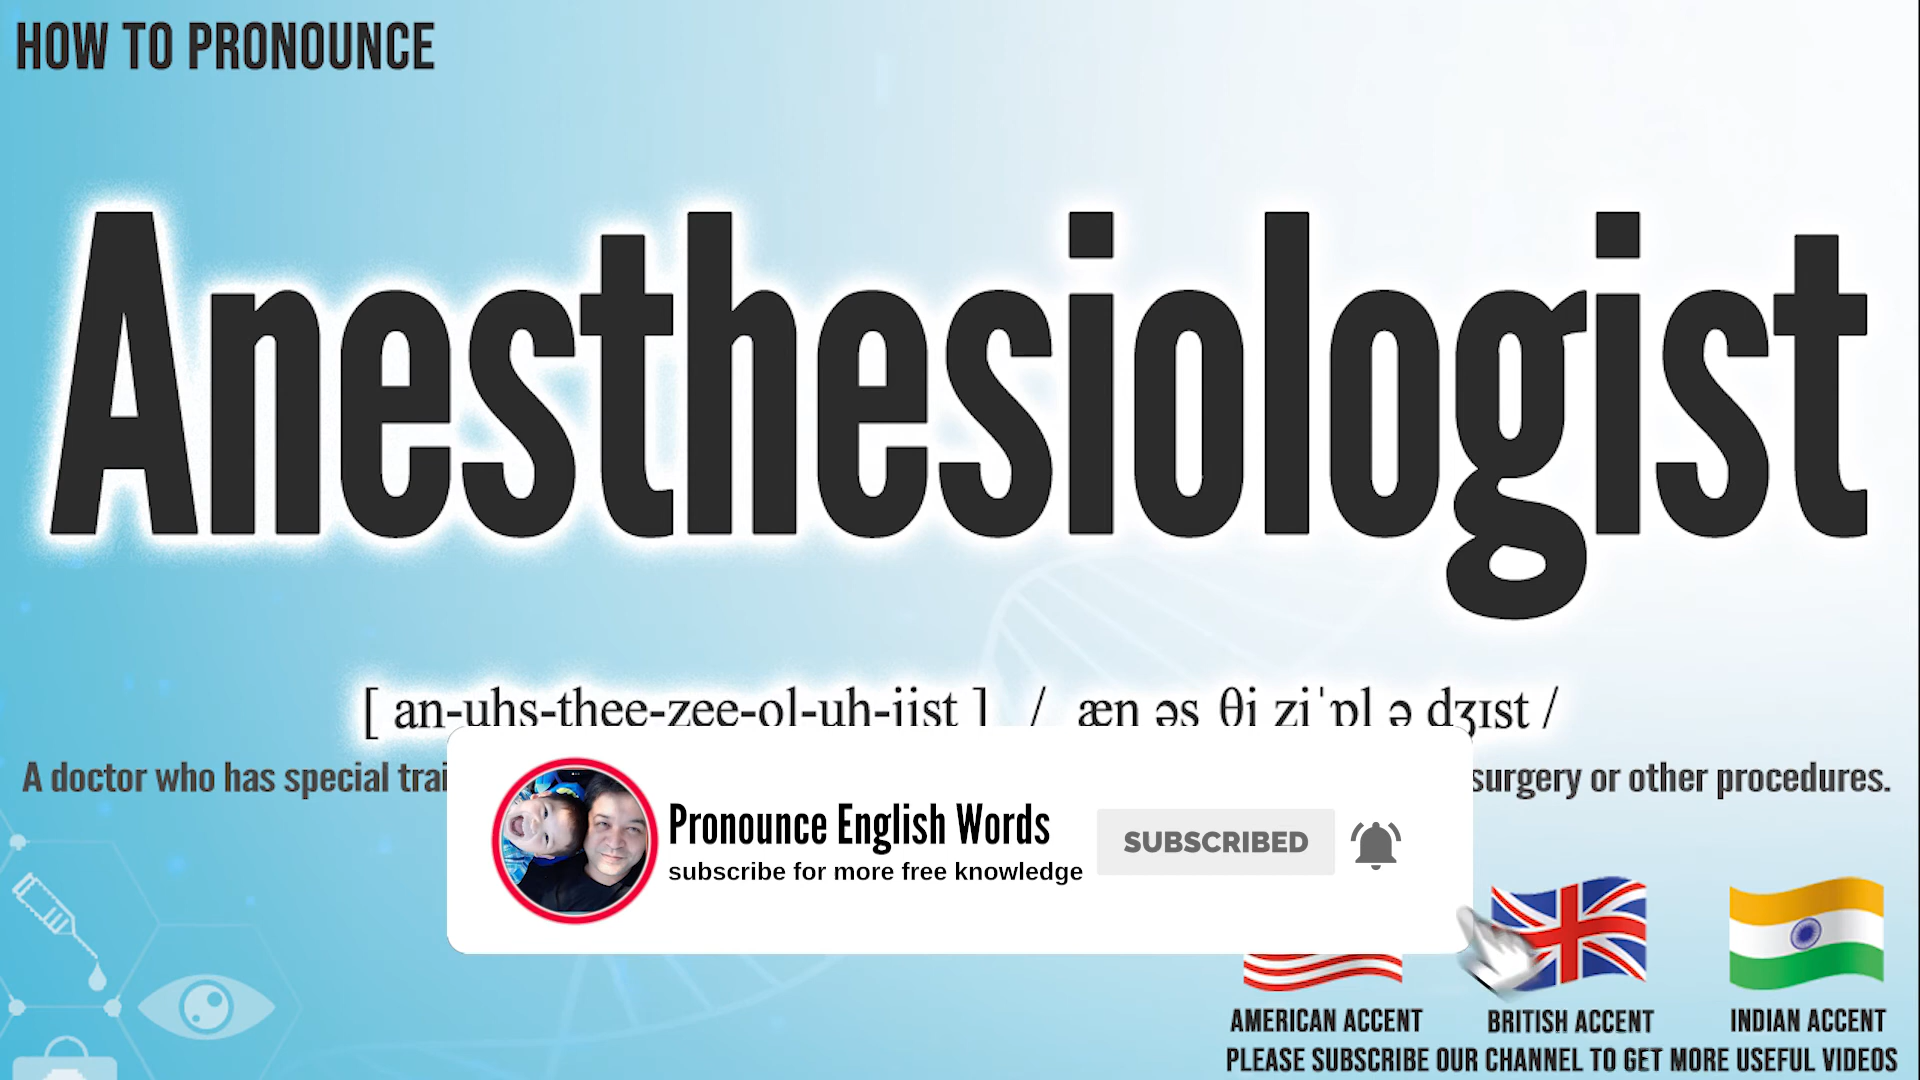 HOW TO PRONOUNCE
Anesthesiologist
[ an-uhs-thee-zee-ol-uh-jist ] / æn əs θi ziˈɒl ə dʒɪst /
A doctor who has special surgery or other procedures.
Pronounce English Words
subscribe for more free knowledge
SUBSCRIBED
AMERICAN ACCENT BRITISH ACCENT INDIAN ACCENT
PLEASE SUBSCRIBE OUR CHANNEL TO GET MORE USEFUL VIDEOS